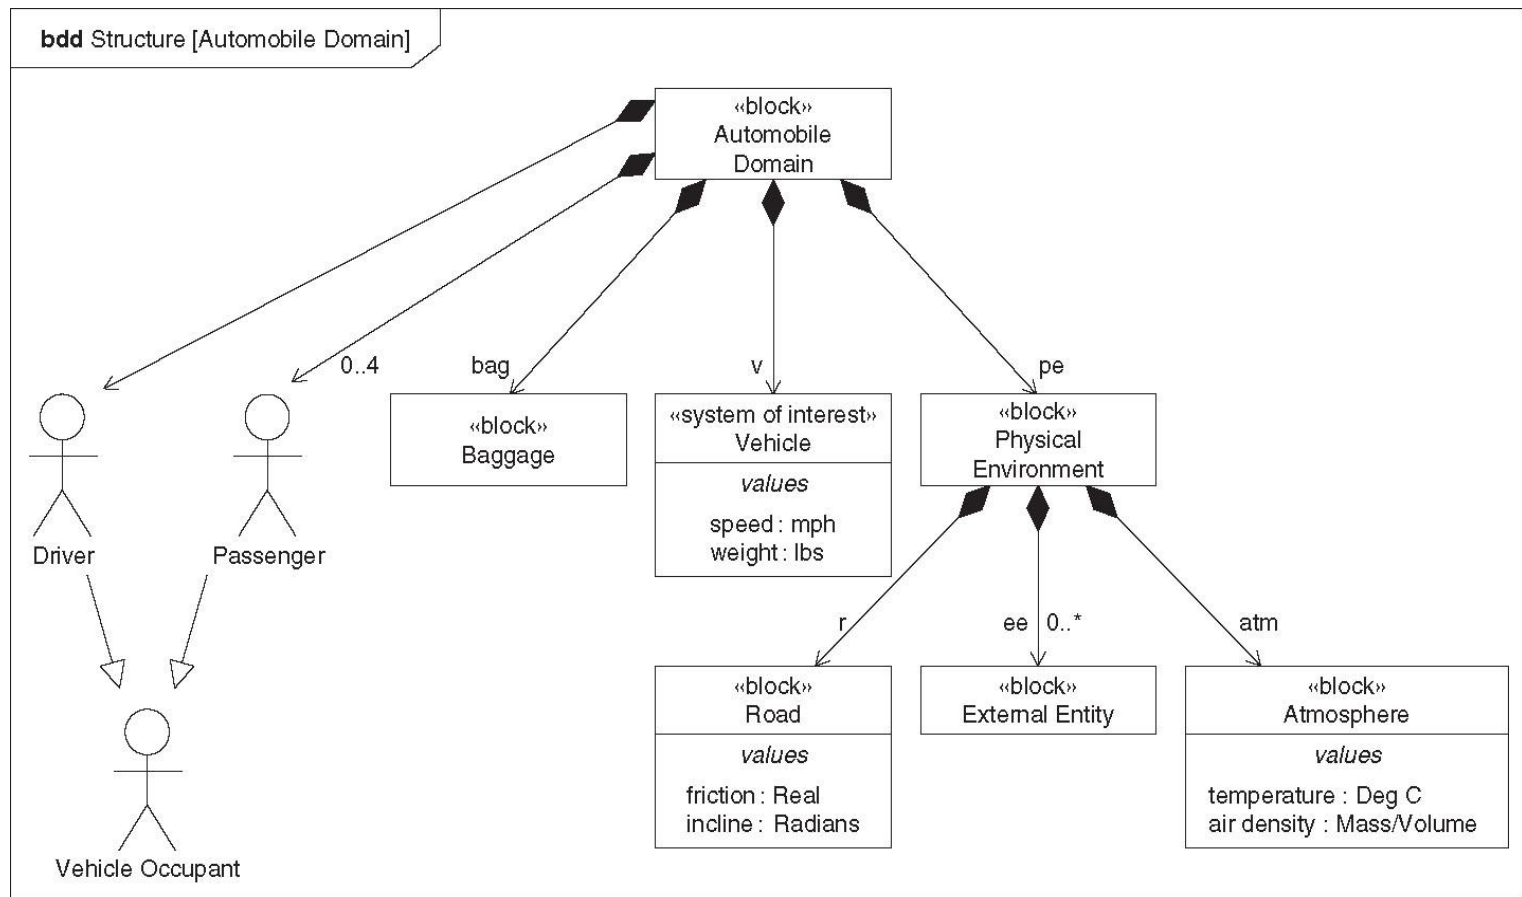 bdd Structure [Automobile Domain]
«block»
Automobile
Domain
0..4
bag
v
pe
«block»
Baggage
«system of interest»
Vehicle
values
speed : mph
weight : lbs
«block»
Physical
Environment
Driver
Passenger
r
ee
0..*
atm
«block»
Road
values
friction : Real
incline : Radians
«block»
External Entity
«block»
Atmosphere
values
temperature : Deg C
air density : Mass/Volume
Vehicle Occupant